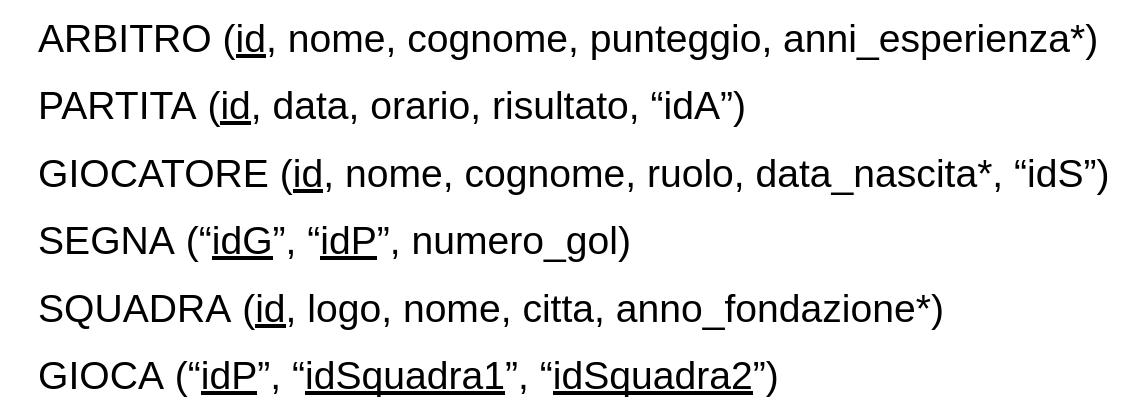 ARBITRO (id, nome, cognome, punteggio, anni_esperienza*)
PARTITA (id, data, orario, risultato, “idA”)
GIOCATORE (id, nome, cognome, ruolo, data_nascita*, “idS”)
SEGNA (“idG”, “idP”, numero_gol)
SQUADRA (id, logo, nome, citta, anno_fondazione*)
GIOCA (“idP”, “idSquadra1”, “idSquadra2”)